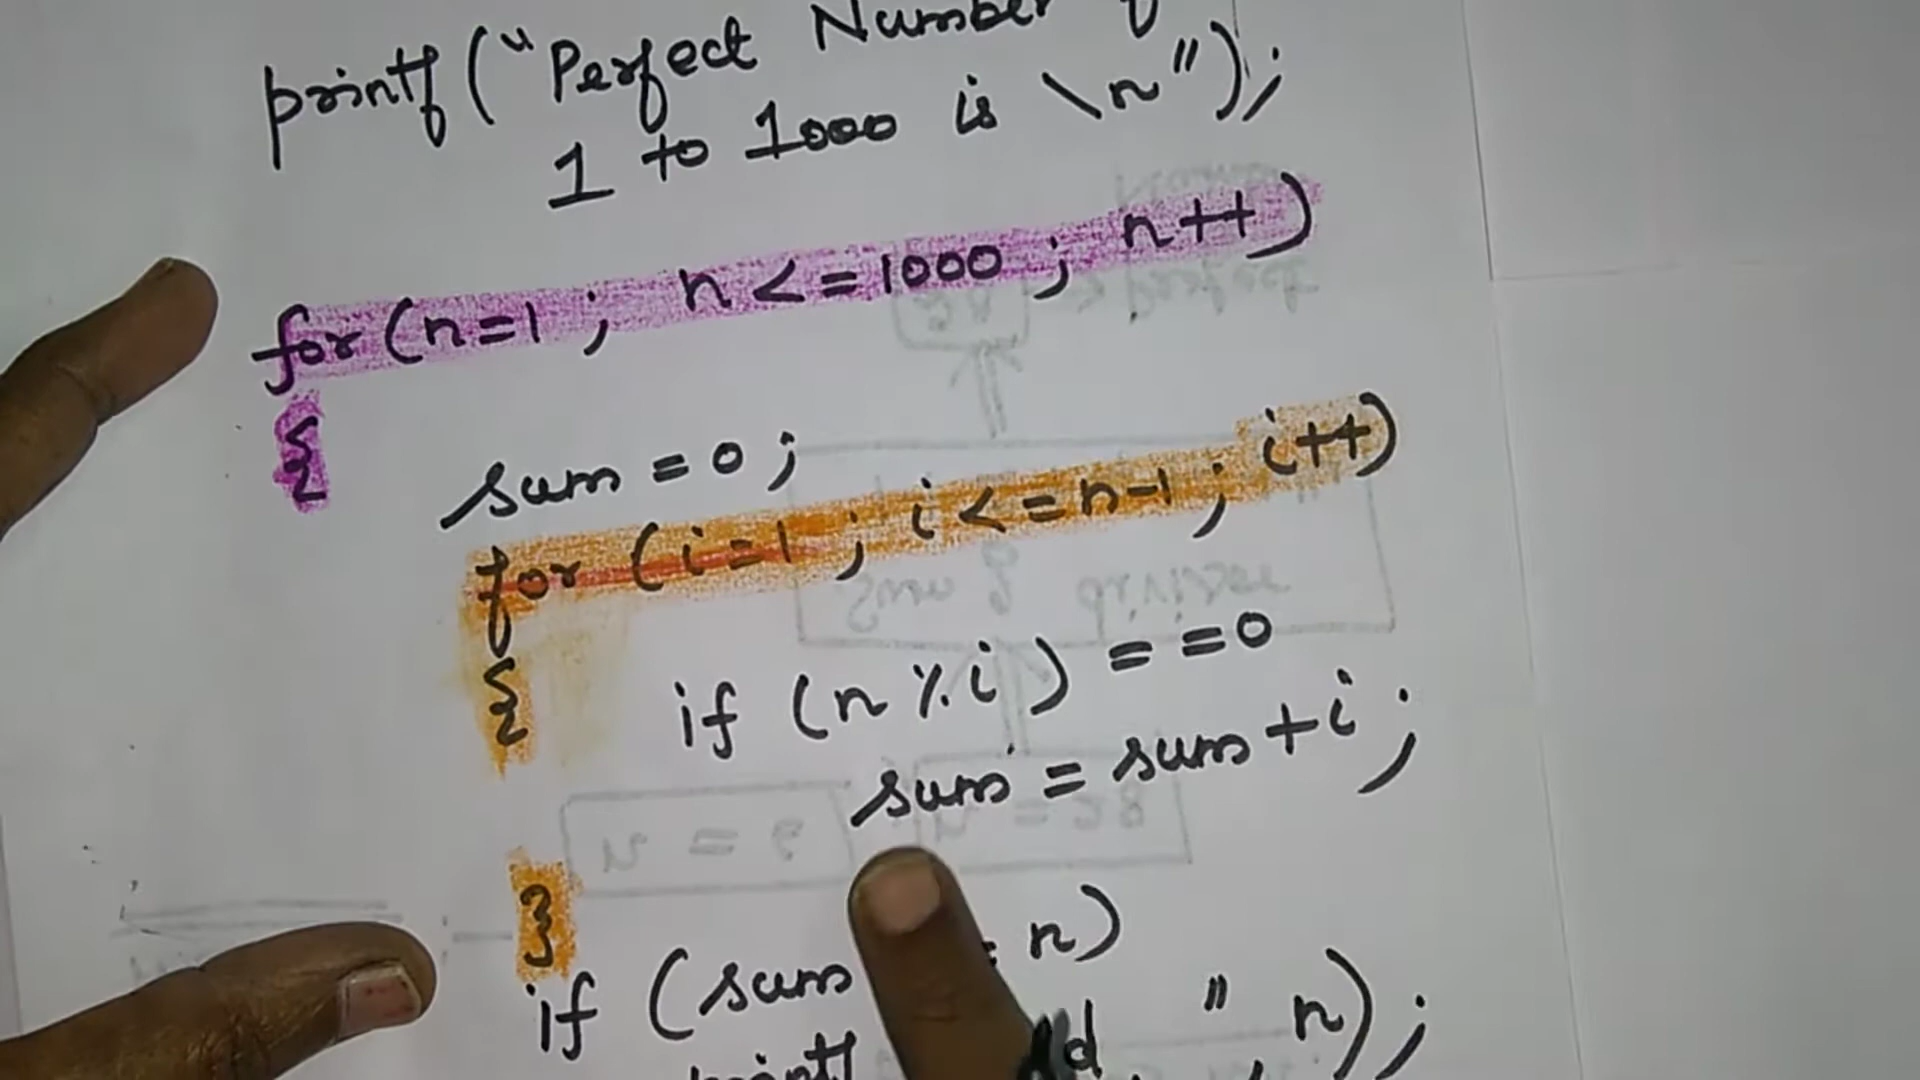 printf("Perfect Number
1 to 1000 is \n");
for(n=1; n<=1000; n++)
{
sum=0;
for (i=1; i<=n-1; i++)
{
if (n%i)==0
sum=sum+i;
}
if (sum = n)
printf d " n);